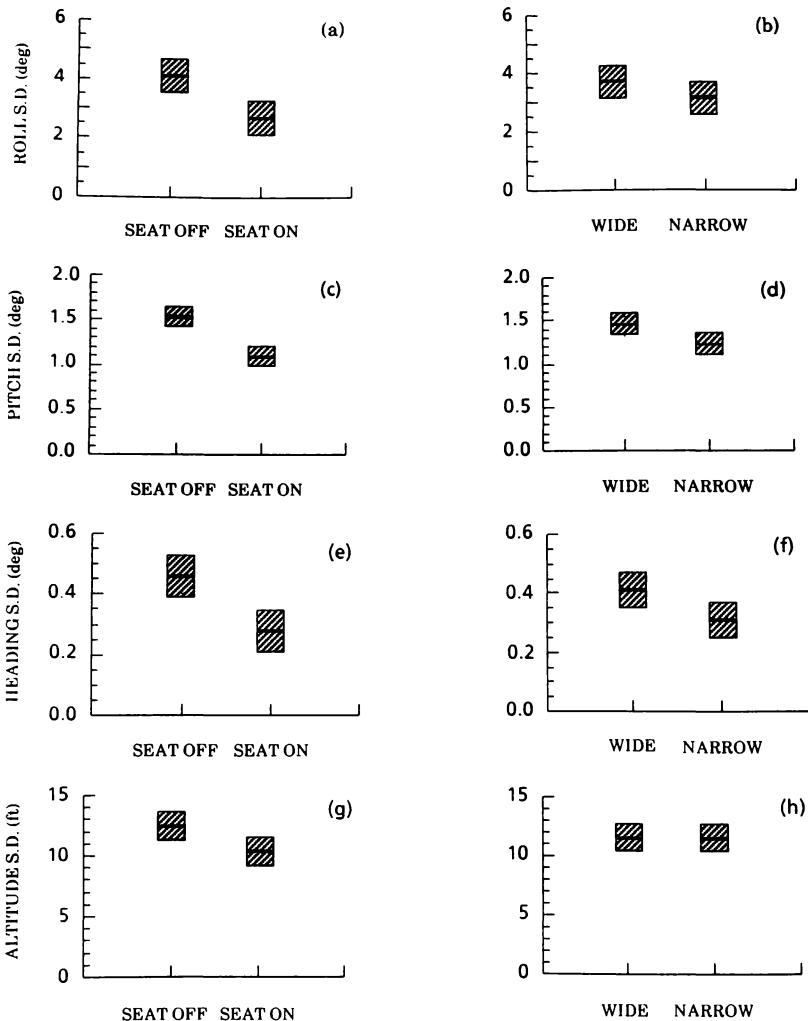 (a)
ROLL S.D. (deg)
6
4
2
0
SEAT OFF SEAT ON
(b)
6
4
2
0
WIDE NARROW
(c)
PITCH S.D. (deg)
2.0
1.5
1.0
0.5
0.0
SEAT OFF SEAT ON
(d)
2.0
1.5
1.0
0.5
0.0
WIDE NARROW
(e)
HEADING S.D. (deg)
0.6
0.4
0.2
0.0
SEAT OFF SEAT ON
(f)
0.6
0.4
0.2
0.0
WIDE NARROW
(g)
ALTITUDE S.D. (ft)
15
10
5
0
SEAT OFF SEAT ON
(h)
15
10
5
0
WIDE NARROW